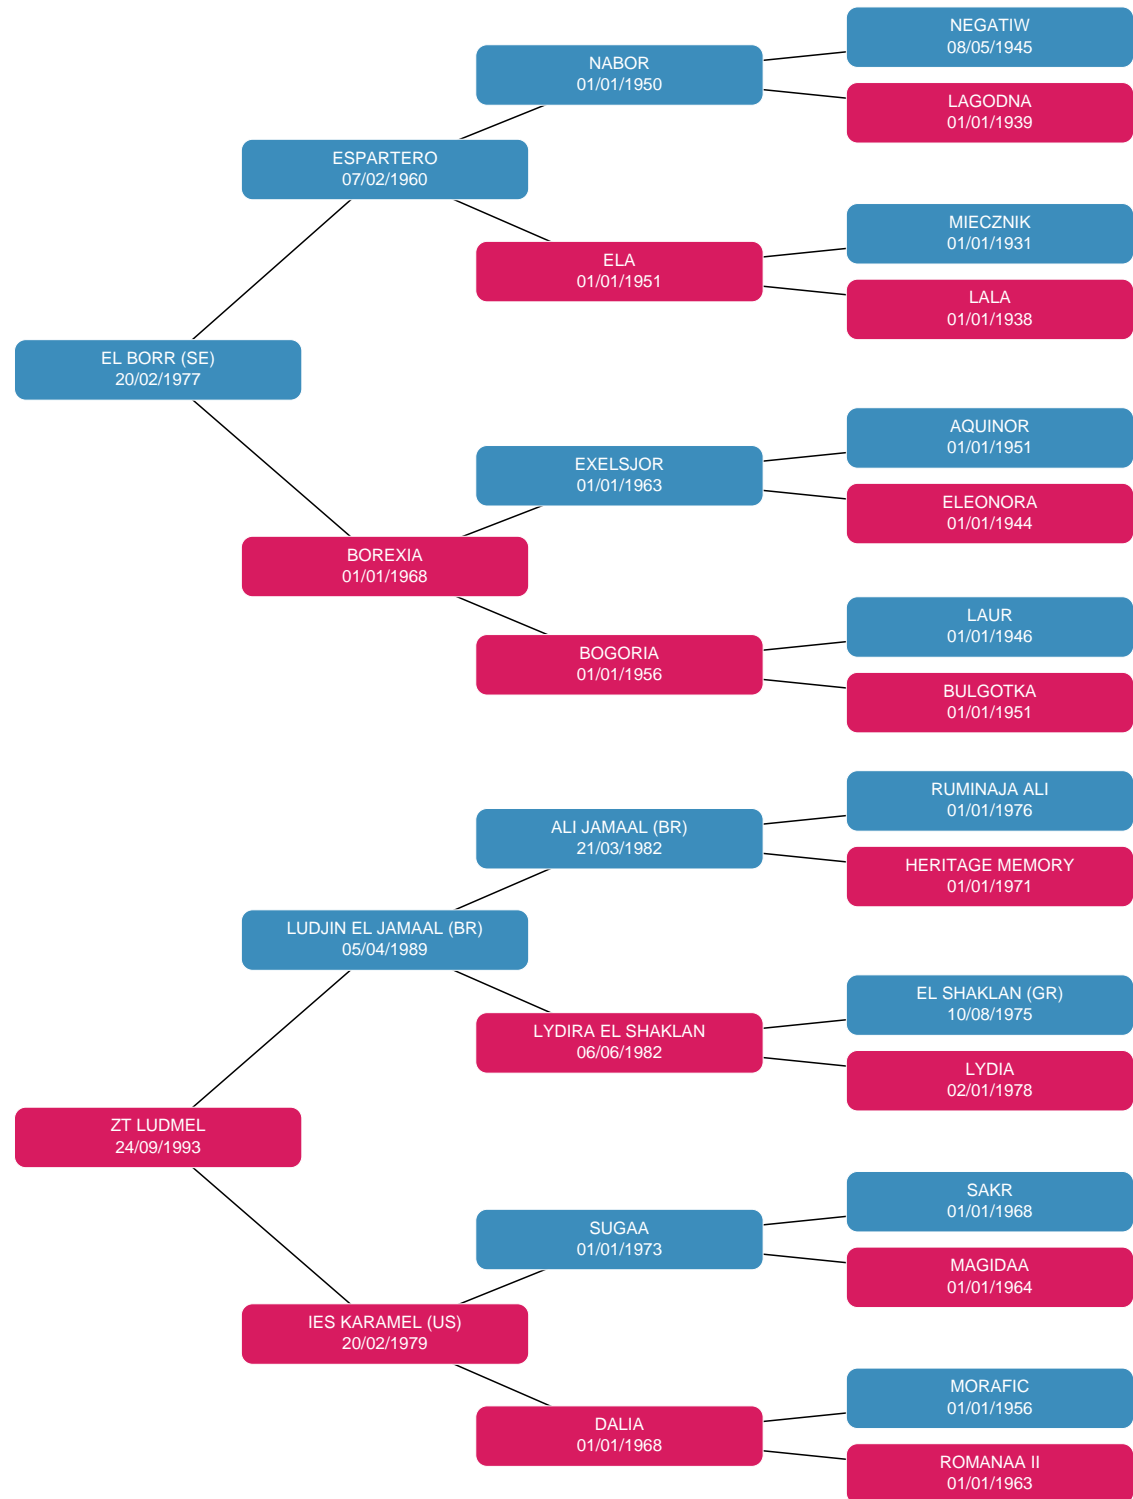 NEGATIW
08/05/1945
NABOR
01/01/1950
LAGODNA
01/01/1939
ESPARTERO
07/02/1960
MIECZNIK
01/01/1931
ELA
01/01/1951
LALA
01/01/1938
EL BORR (SE)
20/02/1977
AQUINOR
01/01/1951
EXELSJOR
01/01/1963
ELEONORA
01/01/1944
BOREXIA
01/01/1968
LAUR
01/01/1946
BOGORIA
01/01/1956
BULGOTKA
01/01/1951
RUMINAJA ALI
01/01/1976
ALI JAMAAL (BR)
21/03/1982
HERITAGE MEMORY
01/01/1971
LUDJIN EL JAMAAL (BR)
05/04/1989
EL SHAKLAN (GR)
10/08/1975
LYDIRA EL SHAKLAN
06/06/1982
LYDIA
02/01/1978
ZT LUDMEL
24/09/1993
SAKR
01/01/1968
SUGAA
01/01/1973
MAGIDAA
01/01/1964
IES KARAMEL (US)
20/02/1979
MORAFIC
01/01/1956
DALIA
01/01/1968
ROMANAA II
01/01/1963